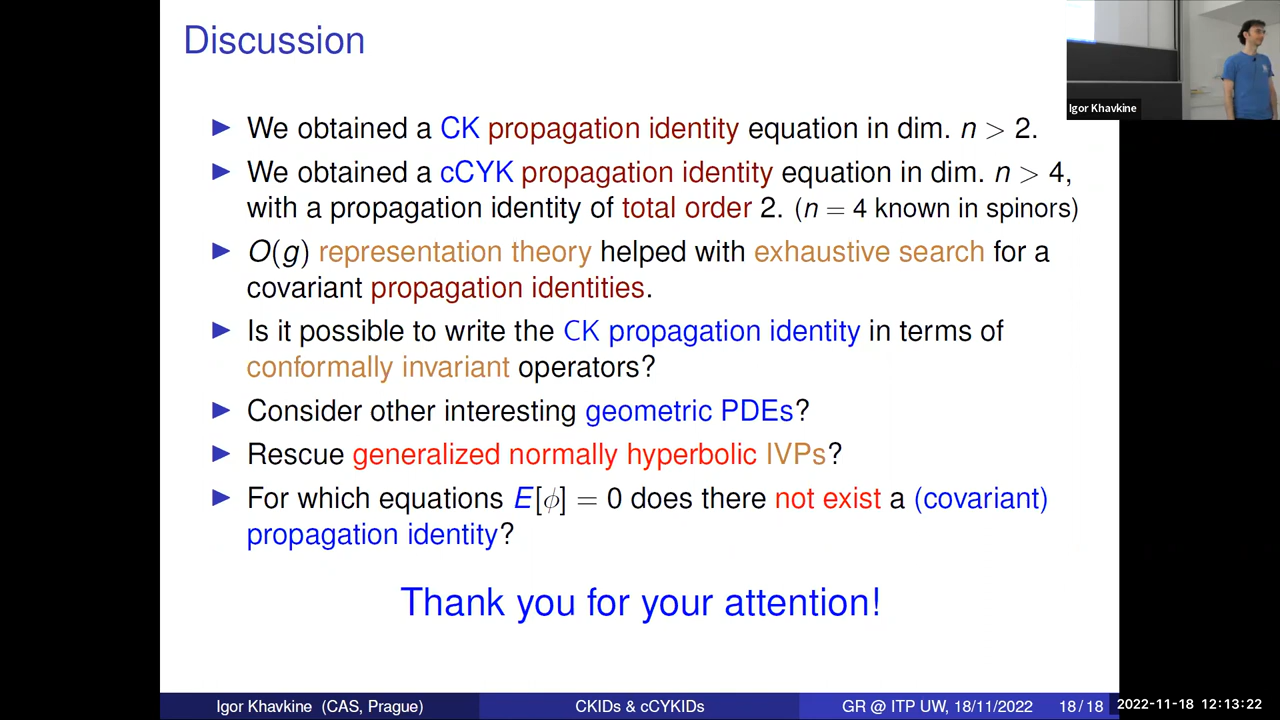 Discussion
Igor Khavkine
▶ We obtained a CK propagation identity equation in dim. n > 2.
▶ We obtained a cCYK propagation identity equation in dim. n > 4,
with a propagation identity of total order 2. (n = 4 known in spinors)
▶ O(g) representation theory helped with exhaustive search for a
covariant propagation identities.
▶ Is it possible to write the CK propagation identity in terms of
conformally invariant operators?
▶ Consider other interesting geometric PDEs?
▶ Rescue generalized normally hyperbolic IVPs?
▶ For which equations E[ϕ] = 0 does there not exist a (covariant)
propagation identity?
Thank you for your attention!
Igor Khavkine (CAS, Prague) CKIDs & cCYKIDs GR @ ITP UW, 18/11/2022 18 / 18 2022-11-18 12:13:22